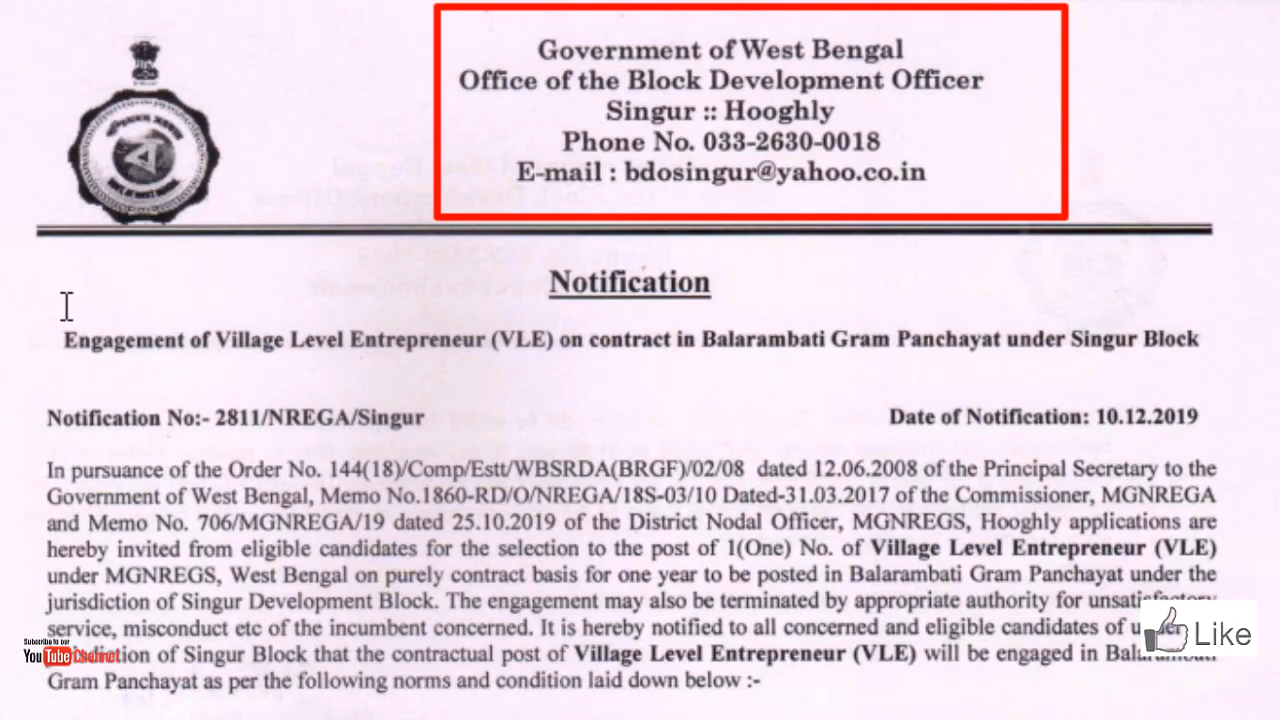 Government of West Bengal
Office of the Block Development Officer
Singur :: Hooghly
Phone No. 033-2630-0018
E-mail : bdosingur@yahoo.co.in
Notification
Engagement of Village Level Entrepreneur (VLE) on contract in Balarambati Gram Panchayat under Singur Block
Notification No:- 2811/NREGA/Singur Date of Notification: 10.12.2019
In pursuance of the Order No. 144(18)/Comp/Estt/WBSRDA(BRGF)/02/08 dated 12.06.2008 of the Principal Secretary to the
Government of West Bengal, Memo No.1860-RD/O/NREGA/18S-03/10 Dated-31.03.2017 of the Commissioner, MGNREGA
and Memo No. 706/MGNREGA/19 dated 25.10.2019 of the District Nodal Officer, MGNREGS, Hooghly applications are
hereby invited from eligible candidates for the selection to the post of 1(One) No. of Village Level Entrepreneur (VLE)
under MGNREGS, West Bengal on purely contract basis for one year to be posted in Balarambati Gram Panchayat under the
jurisdiction of Singur Development Block. The engagement may also be terminated by appropriate authority for unsatisfactory
service, misconduct etc of the incumbent concerned. It is hereby notified to all concerned and eligible candidates of under
of Singur Block that the contractual post of Village Level Entrepreneur (VLE) will be engaged in Balarambati
Gram Panchayat as per the following norms and condition laid down below :-
Like
Subscribe to our
YouTube Channel